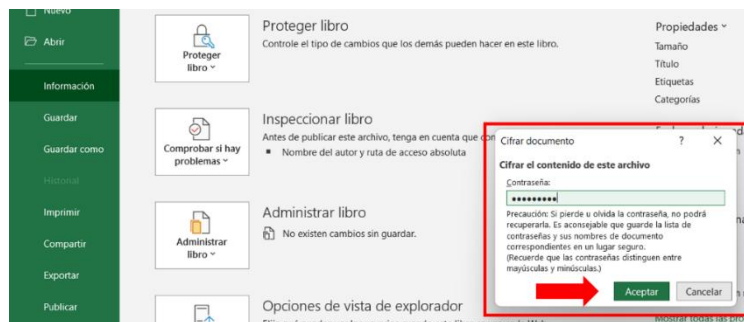 Nuevo
Abrir
Información
Guardar
Guardar como
Historial
Imprimir
Compartir
Exportar
Publicar
Proteger
libro
Proteger libro
Controle el tipo de cambios que los demás pueden hacer en este libro.
Comprobar si hay
problemas
Inspeccionar libro
Antes de publicar este archivo, tenga en cuenta que
Nombre del autor y ruta de acceso absoluta
Administrar
libro
Administrar libro
No existen cambios sin guardar.
Opciones de vista de explorador
Propiedades
Tamaño
Título
Etiquetas
Categorías
Cifrar documento ? X
Cifrar el contenido de este archivo
Contraseña:
•••••••••
Precaución: Si pierde u olvida la contraseña, no podrá
recuperarla. Es aconsejable que guarde la lista de
contraseñas y sus nombres de documento
correspondientes en un lugar seguro.
(Recuerde que las contraseñas distinguen entre
mayúsculas y minúsculas.)
Aceptar Cancelar
Mostrar todas las